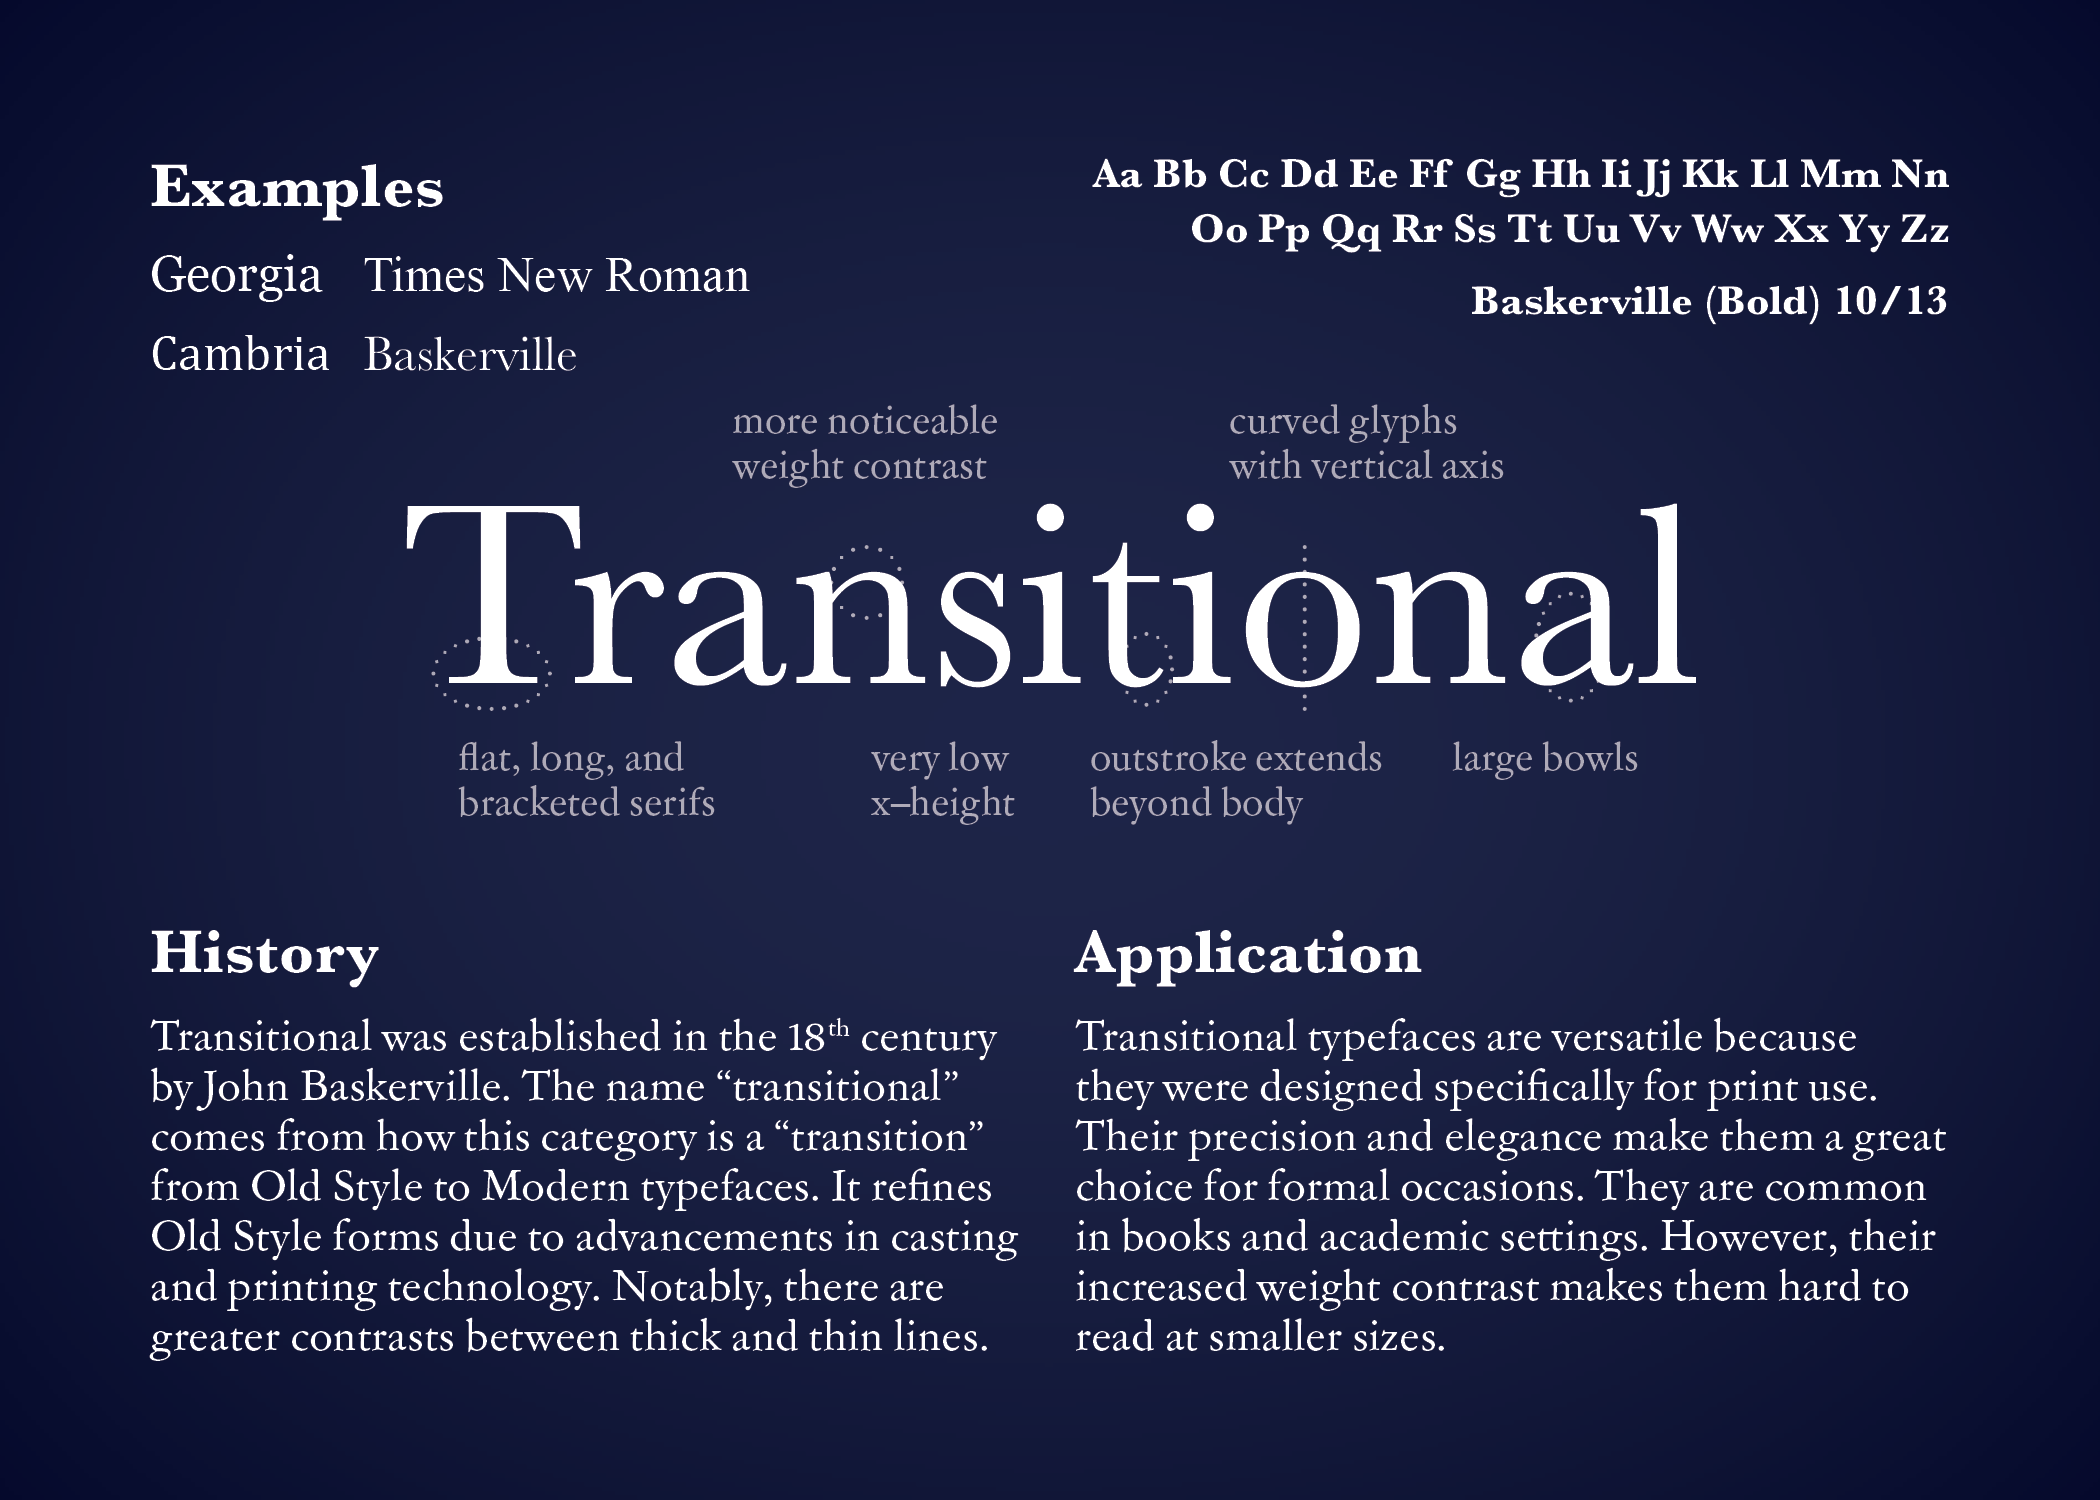 Examples
Georgia Times New Roman
Cambria Baskerville
Aa Bb Cc Dd Ee Ff Gg Hh Ii Jj Kk Ll Mm Nn
Oo Pp Qq Rr Ss Tt Uu Vv Ww Xx Yy Zz
Baskerville (Bold) 10/13
more noticeable
weight contrast
curved glyphs
with vertical axis
Transitional
flat, long, and
bracketed serifs
very low
x–height
outstroke extends
beyond body
large bowls
History
Transitional was established in the 18th century
by John Baskerville. The name “transitional”
comes from how this category is a “transition”
from Old Style to Modern typefaces. It refines
Old Style forms due to advancements in casting
and printing technology. Notably, there are
greater contrasts between thick and thin lines.
Application
Transitional typefaces are versatile because
they were designed specifically for print use.
Their precision and elegance make them a great
choice for formal occasions. They are common
in books and academic settings. However, their
increased weight contrast makes them hard to
read at smaller sizes.